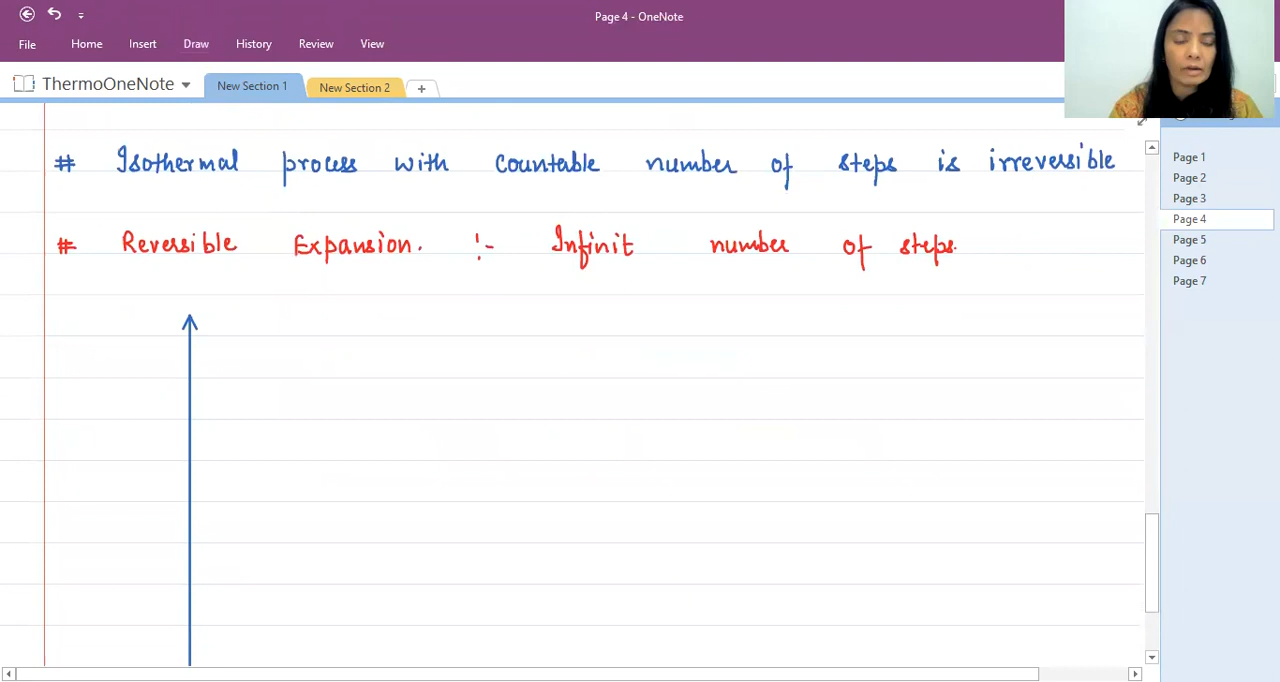 Page 4 - OneNote
File Home Insert Draw History Review View
ThermoOneNote New Section 1 New Section 2 +
# Isothermal process with countable number of steps is irreversible
# Reversible Expansion. :- Infinit number of steps.
Page 1
Page 2
Page 3
Page 4
Page 5
Page 6
Page 7